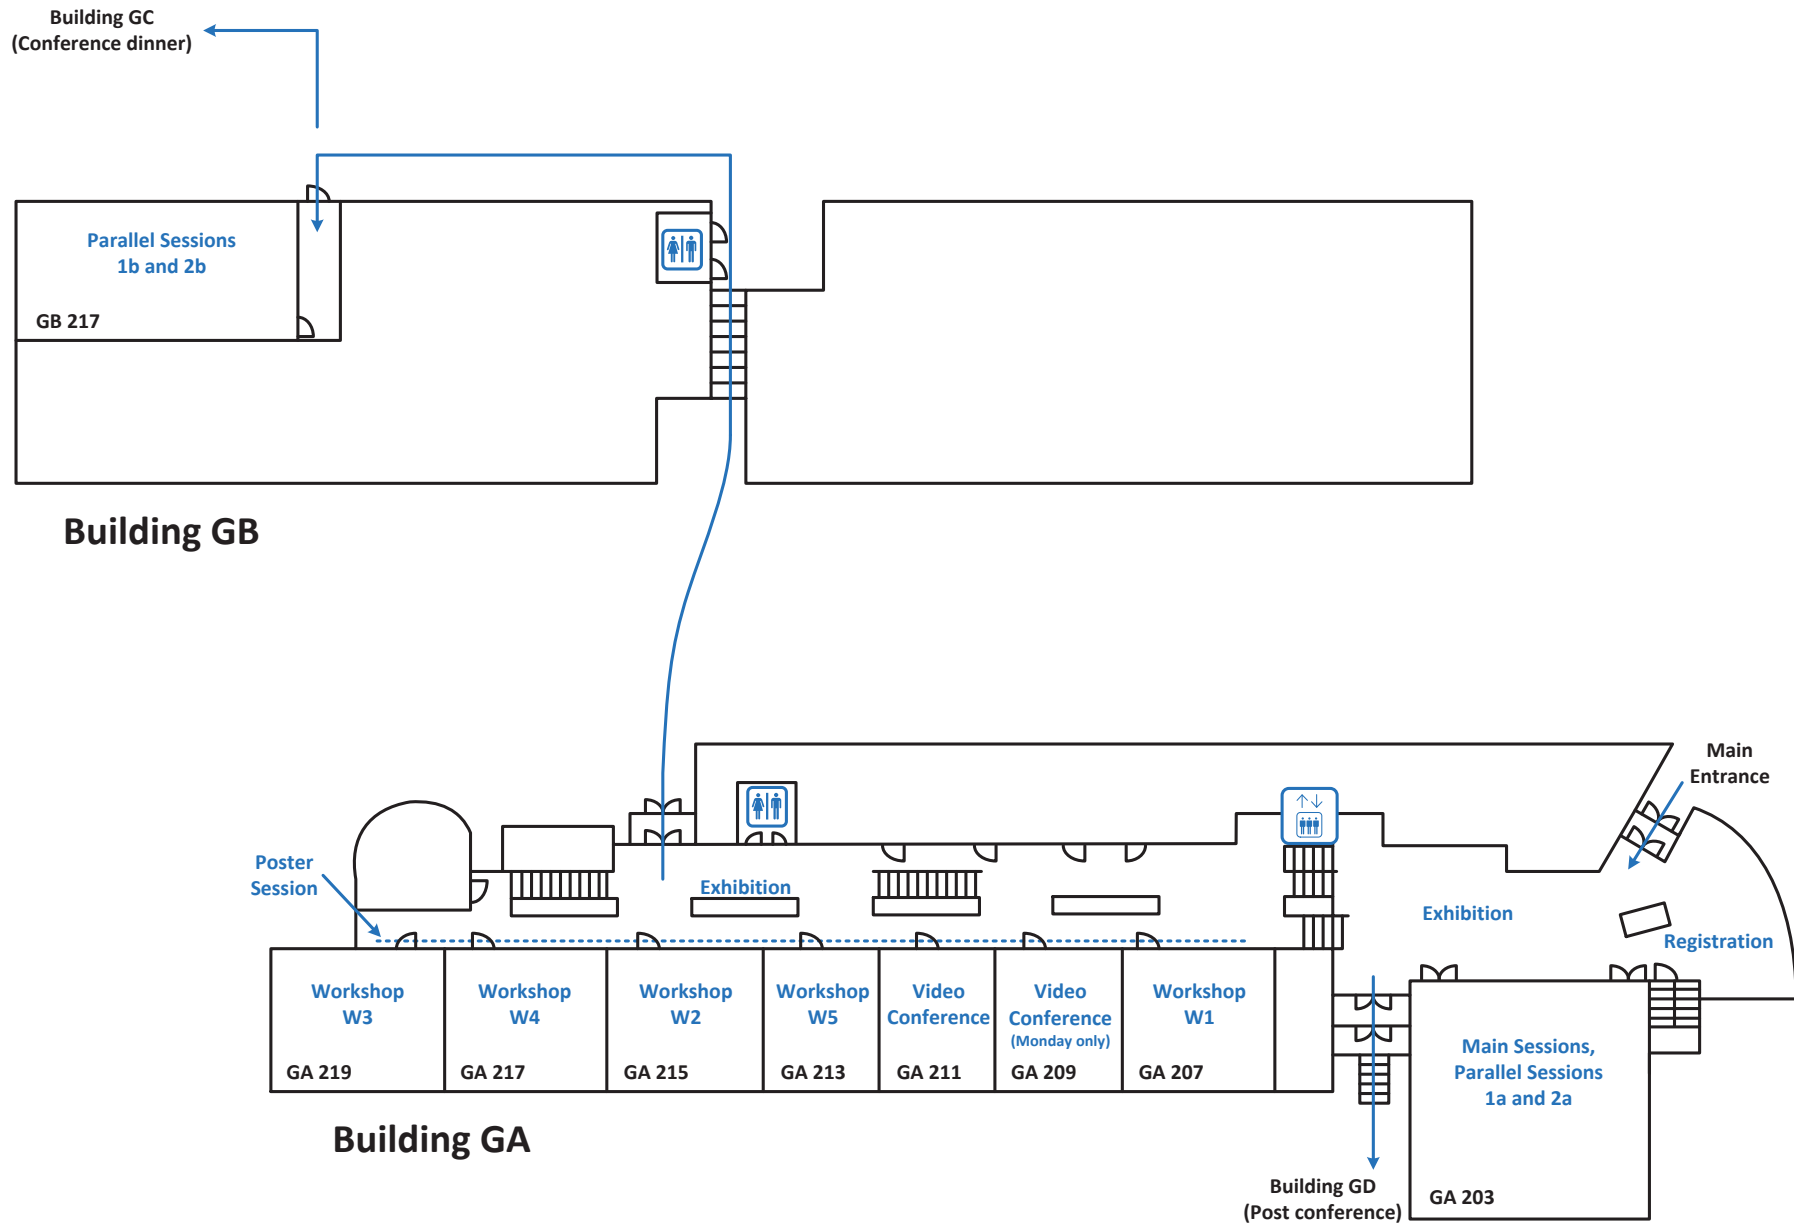 Building GC
(Conference dinner)
Parallel Sessions
1b and 2b
GB 217
Building GB
Main
Entrance
Poster
Session
Exhibition
Exhibition
Registration
Workshop
W3
GA 219
Workshop
W4
GA 217
Workshop
W2
GA 215
Workshop
W5
GA 213
Video
Conference
GA 211
Video
Conference
(Monday only)
GA 209
Workshop
W1
GA 207
Main Sessions,
Parallel Sessions
1a and 2a
GA 203
Building GA
Building GD
(Post conference)